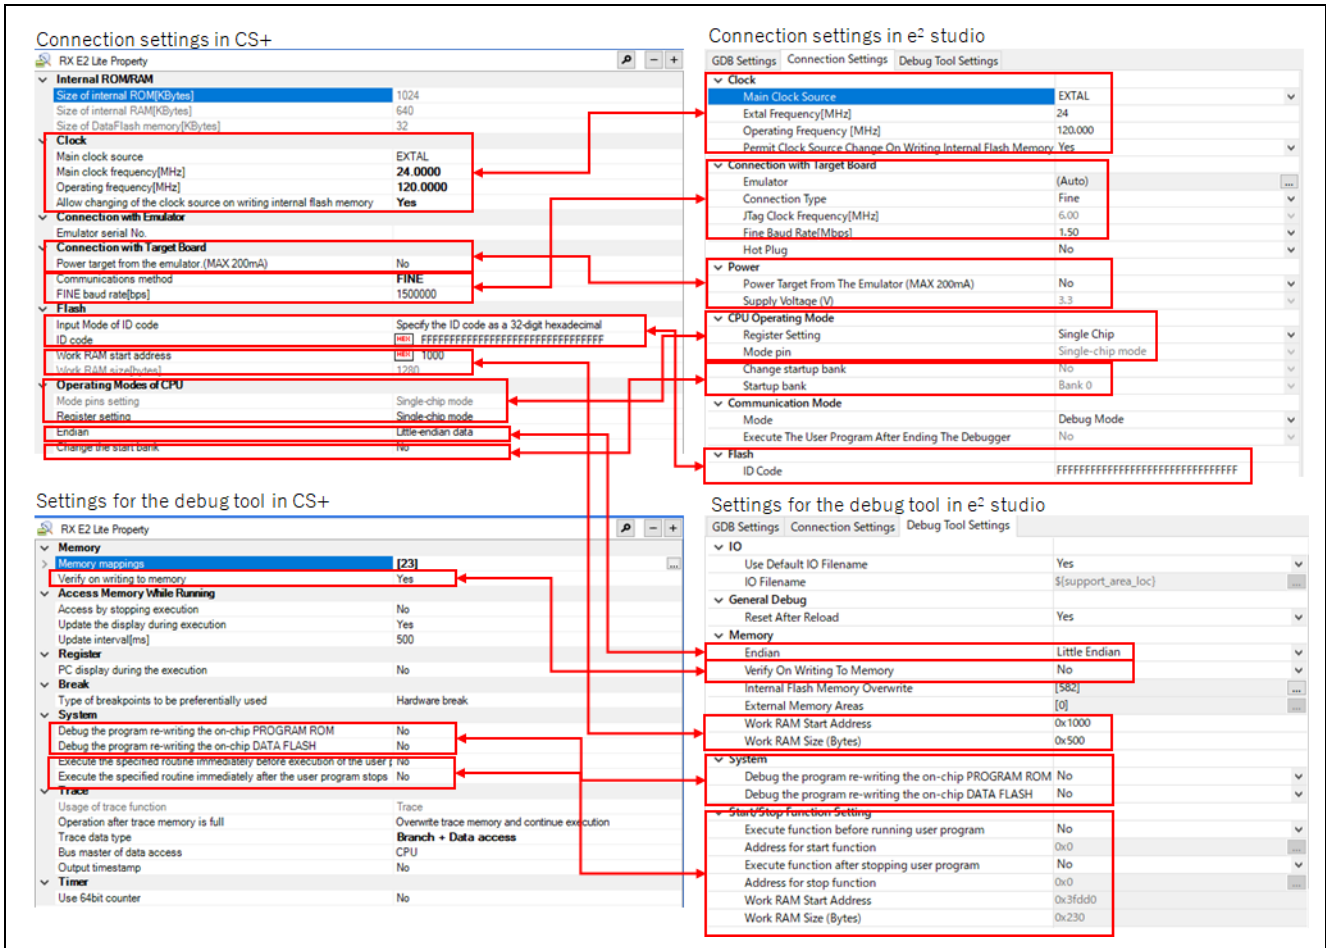 Connection settings in CS+
RX E2 Lite Property
Internal ROM/RAM
Size of internal ROM[KBytes] 1024
Size of internal RAM[KBytes] 640
Size of DataFlash memory[KBytes] 32
Clock
Main clock source EXTAL
Main clock frequency[MHz] 24.0000
Operating frequency[MHz] 120.0000
Allow changing of the clock source on writing internal flash memory Yes
Connection with Emulator
Emulator serial No.
Connection with Target Board
Power target from the emulator.(MAX 200mA) No
Communications method FINE
FINE baud rate[bps] 1500000
Flash
Input Mode of ID code Specify the ID code as a 32-digit hexadecimal
ID code HEX FFFFFFFFFFFFFFFFFFFFFFFFFFFFFFFF
Work RAM start address HEX 1000
Work RAM size[bytes] 1280
Operating Modes of CPU
Mode pins setting Single-chip mode
Register setting Single-chip mode
Endian Little-endian data
Change the start bank No
Connection settings in e² studio
GDB Settings Connection Settings Debug Tool Settings
Clock
Main Clock Source EXTAL
Extal Frequency[MHz] 24
Operating Frequency [MHz] 120.000
Permit Clock Source Change On Writing Internal Flash Memory Yes
Connection with Target Board
Emulator (Auto) ...
Connection Type Fine
JTag Clock Frequency[MHz] 6.00
Fine Baud Rate[Mbps] 1.50
Hot Plug No
Power
Power Target From The Emulator (MAX 200mA) No
Supply Voltage (V) 3.3
CPU Operating Mode
Register Setting Single Chip
Mode pin Single-chip mode
Change startup bank No
Startup bank Bank 0
Communication Mode
Mode Debug Mode
Execute The User Program After Ending The Debugger No
Flash
ID Code FFFFFFFFFFFFFFFFFFFFFFFFFFFFFFFF
Settings for the debug tool in CS+
RX E2 Lite Property
Memory
Memory mappings [23] ...
Verify on writing to memory Yes
Access Memory While Running
Access by stopping execution No
Update the display during execution Yes
Update interval[ms] 500
Register
PC display during the execution No
Break
Type of breakpoints to be preferentially used Hardware break
System
Debug the program re-writing the on-chip PROGRAM ROM No
Debug the program re-writing the on-chip DATA FLASH No
Execute the specified routine immediately before execution of the user p No
Execute the specified routine immediately after the user program stops No
Trace
Usage of trace function Trace
Operation after trace memory is full Overwrite trace memory and continue execution
Trace data type Branch + Data access
Bus master of data access CPU
Output timestamp No
Timer
Use 64bit counter No
Settings for the debug tool in e² studio
GDB Settings Connection Settings Debug Tool Settings
IO
Use Default IO Filename Yes
IO Filename ${support_area_loc} ...
General Debug
Reset After Reload Yes
Memory
Endian Little Endian
Verify On Writing To Memory No
Internal Flash Memory Overwrite [582] ...
External Memory Areas [0] ...
Work RAM Start Address 0x1000
Work RAM Size (Bytes) 0x500
System
Debug the program re-writing the on-chip PROGRAM ROM No
Debug the program re-writing the on-chip DATA FLASH No
Start/Stop Function Setting
Execute function before running user program No
Address for start function 0x0 ...
Execute function after stopping user program No
Address for stop function 0x0 ...
Work RAM Start Address 0x3fdd0
Work RAM Size (Bytes) 0x230